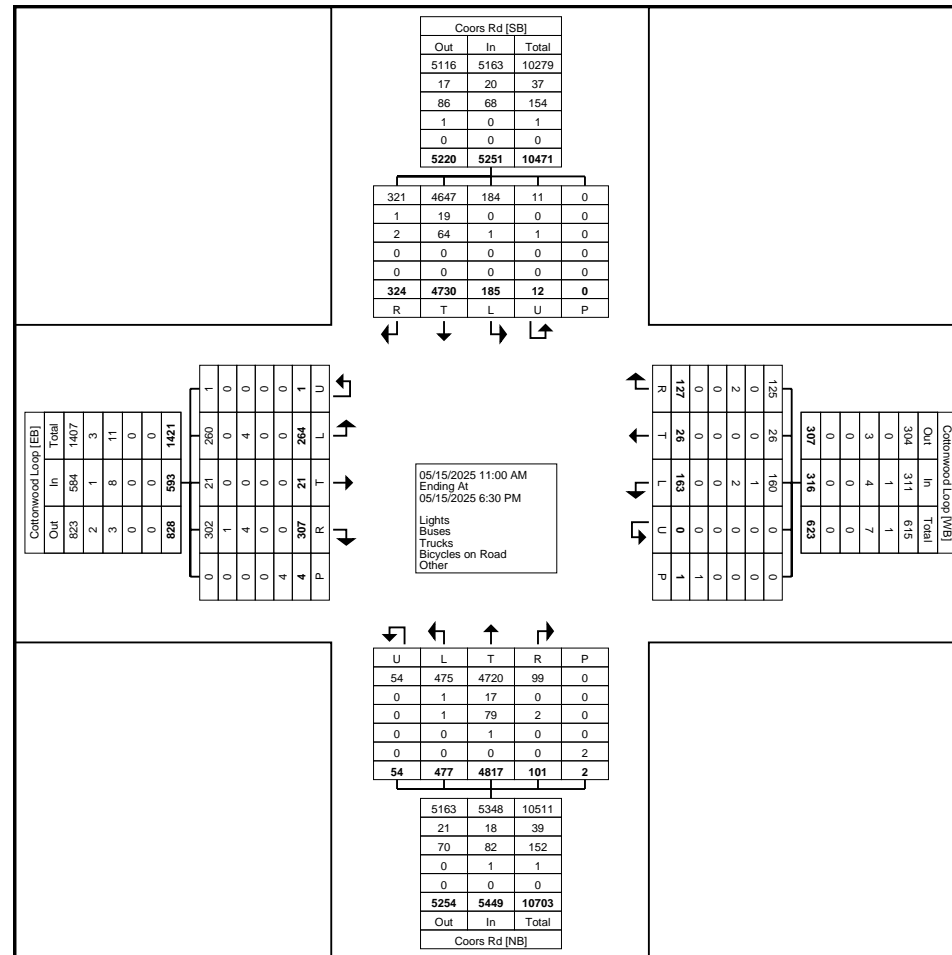 Coors Rd [SB]
Out In Total
5116 5163 10279
17 20 37
86 68 154
1 0 1
0 0 0
5220 5251 10471
321 4647 184 11 0
1 19 0 0 0
2 64 1 1 0
0 0 0 0 0
0 0 0 0 0
324 4730 185 12 0
R T L U P
Cottonwood Loop [EB]
Total In Out
1407 584 823
3 1 2
11 8 3
0 0 0
0 0 0
1421 593 828
1 260 21 302 0
0 0 0 1 0
0 4 0 4 0
0 0 0 0 0
0 0 0 0 4
1 264 21 307 4
U L T R P
05/15/2025 11:00 AM
Ending At
05/15/2025 6:30 PM
Lights
Buses
Trucks
Bicycles on Road
Other
R T L U P
127 26 163 0 1
0 0 0 0 1
0 0 0 0 0
2 0 2 0 0
0 0 1 0 0
125 26 160 0 0
307 316 623
0 0 0
0 0 0
3 4 7
0 1 1
304 311 615
Out In Total
Cottonwood Loop [WB]
U L T R P
54 475 4720 99 0
0 1 17 0 0
0 1 79 2 0
0 0 1 0 0
0 0 0 0 2
54 477 4817 101 2
5163 5348 10511
21 18 39
70 82 152
0 1 1
0 0 0
5254 5449 10703
Out In Total
Coors Rd [NB]